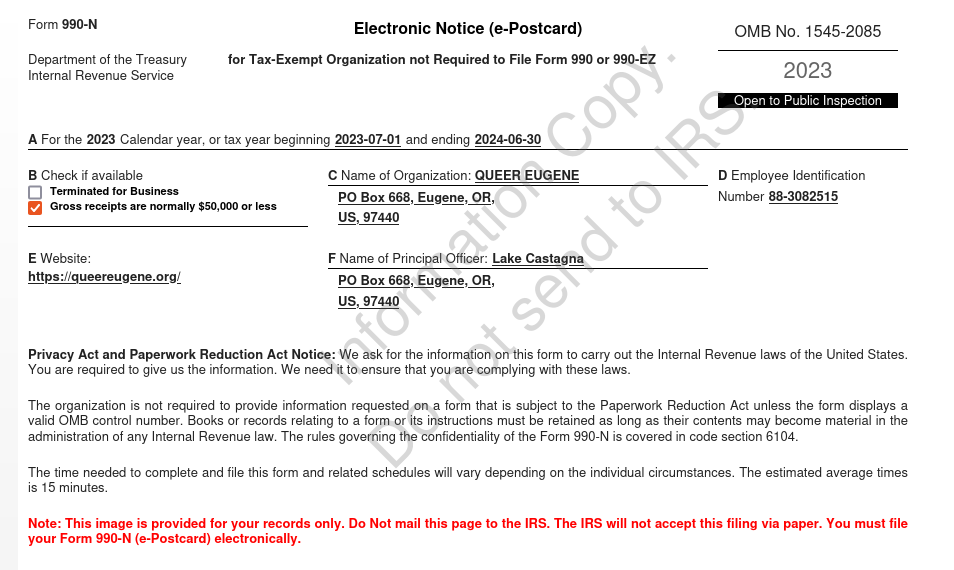 Form 990-N
Electronic Notice (e-Postcard)
OMB No. 1545-2085
Department of the Treasury
Internal Revenue Service
for Tax-Exempt Organization not Required to File Form 990 or 990-EZ
2023
Open to Public Inspection
A For the 2023 Calendar year, or tax year beginning 2023-07-01 and ending 2024-06-30
B Check if available
Terminated for Business
Gross receipts are normally $50,000 or less
C Name of Organization: QUEER EUGENE
PO Box 668, Eugene, OR,
US, 97440
D Employee Identification
Number 88-3082515
E Website:
https://queereugene.org/
F Name of Principal Officer: Lake Castagna
PO Box 668, Eugene, OR,
US, 97440
Privacy Act and Paperwork Reduction Act Notice: We ask for the information on this form to carry out the Internal Revenue laws of the United States.
You are required to give us the information. We need it to ensure that you are complying with these laws.
The organization is not required to provide information requested on a form that is subject to the Paperwork Reduction Act unless the form displays a
valid OMB control number. Books or records relating to a form or its instructions must be retained as long as their contents may become material in the
administration of any Internal Revenue law. The rules governing the confidentiality of the Form 990-N is covered in code section 6104.
The time needed to complete and file this form and related schedules will vary depending on the individual circumstances. The estimated average times
is 15 minutes.
Note: This image is provided for your records only. Do Not mail this page to the IRS. The IRS will not accept this filing via paper. You must file
your Form 990-N (e-Postcard) electronically.
Information Copy.
Do not send to IRS.